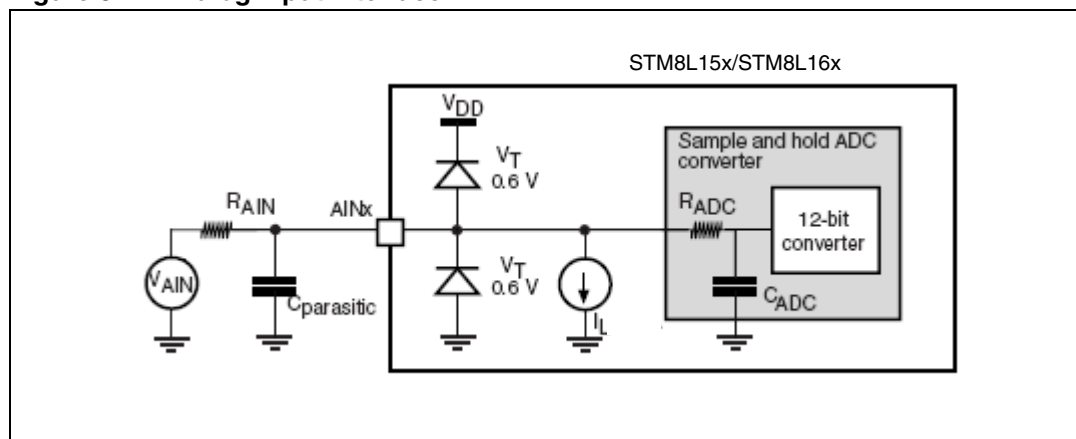 STM8L15x/STM8L16x
VDD
VT
0.6 V
Sample and hold ADC
converter
RAIN
AINx
RADC
12-bit
converter
VAIN
Cparasitic
VT
0.6 V
IL
CADC